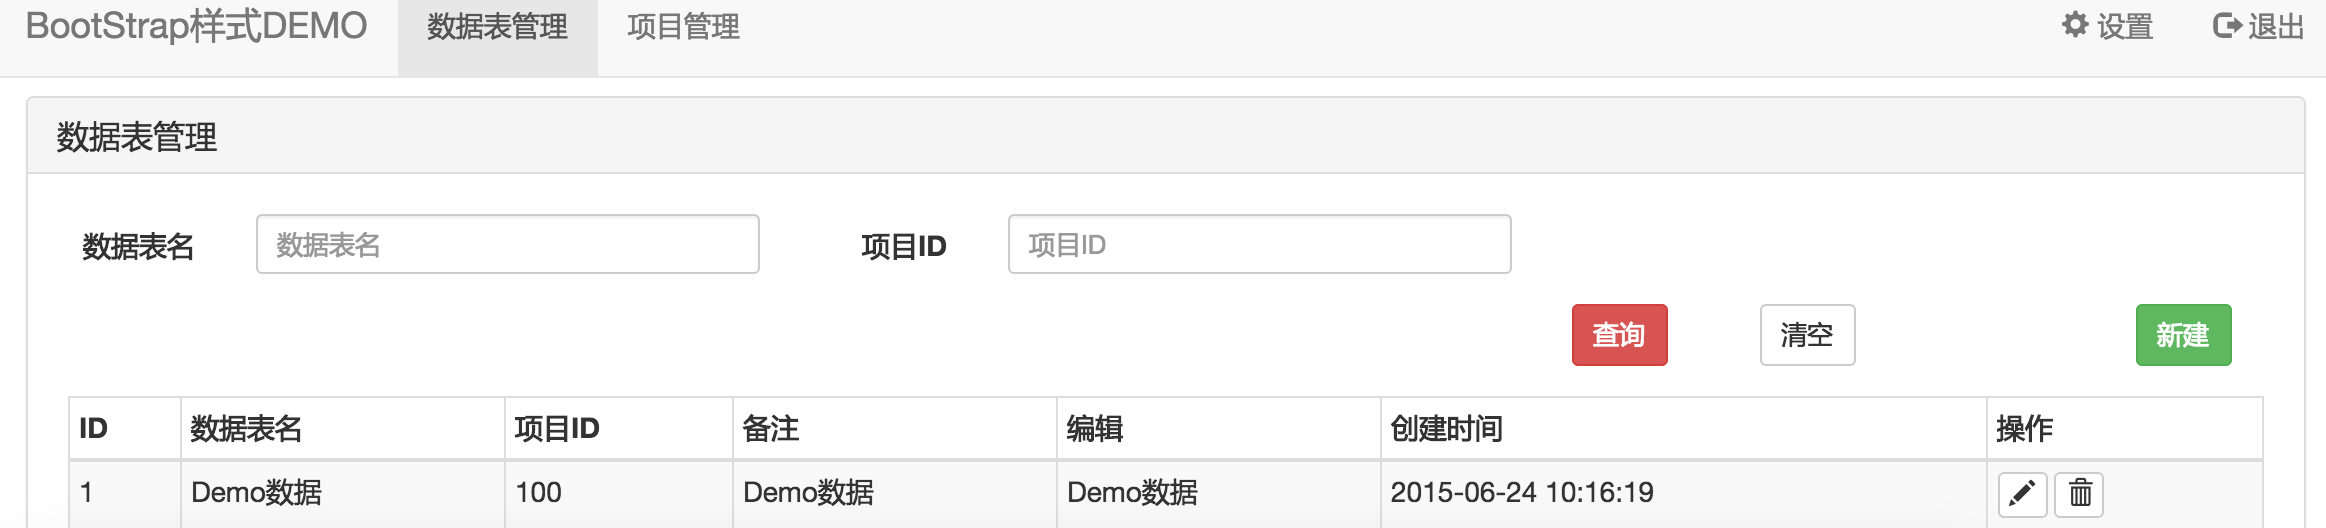 BootStrap样式DEMO 数据表管理 项目管理 设置 退出
数据表管理
数据表名 数据表名 项目ID 项目ID
查询 清空 新建
ID 数据表名 项目ID 备注 编辑 创建时间 操作
1 Demo数据 100 Demo数据 Demo数据 2015-06-24 10:16:19